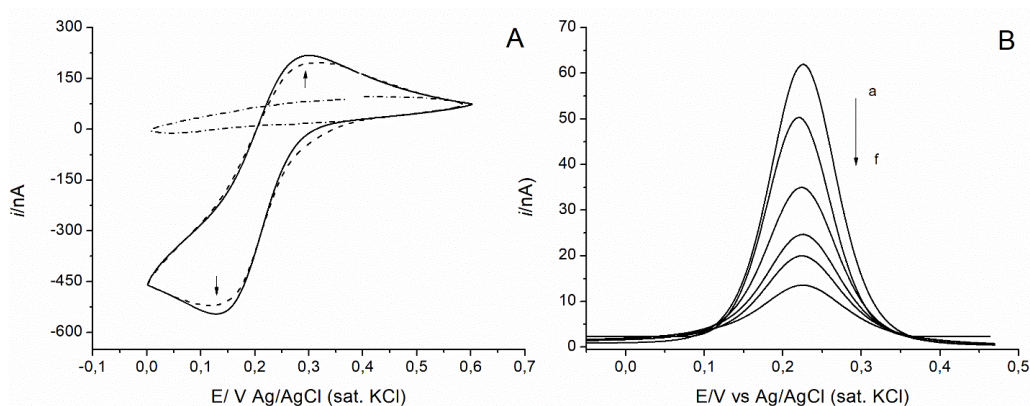 A
i/nA
300
150
0
-150
-300
-450
-600
-0,1 0,0 0,1 0,2 0,3 0,4 0,5 0,6 0,7
E/ V Ag/AgCl (sat. KCl)
B
i/nA)
70
60
50
40
30
20
10
0
a
f
0,0 0,1 0,2 0,3 0,4 0,5
E/V vs Ag/AgCl (sat. KCl)